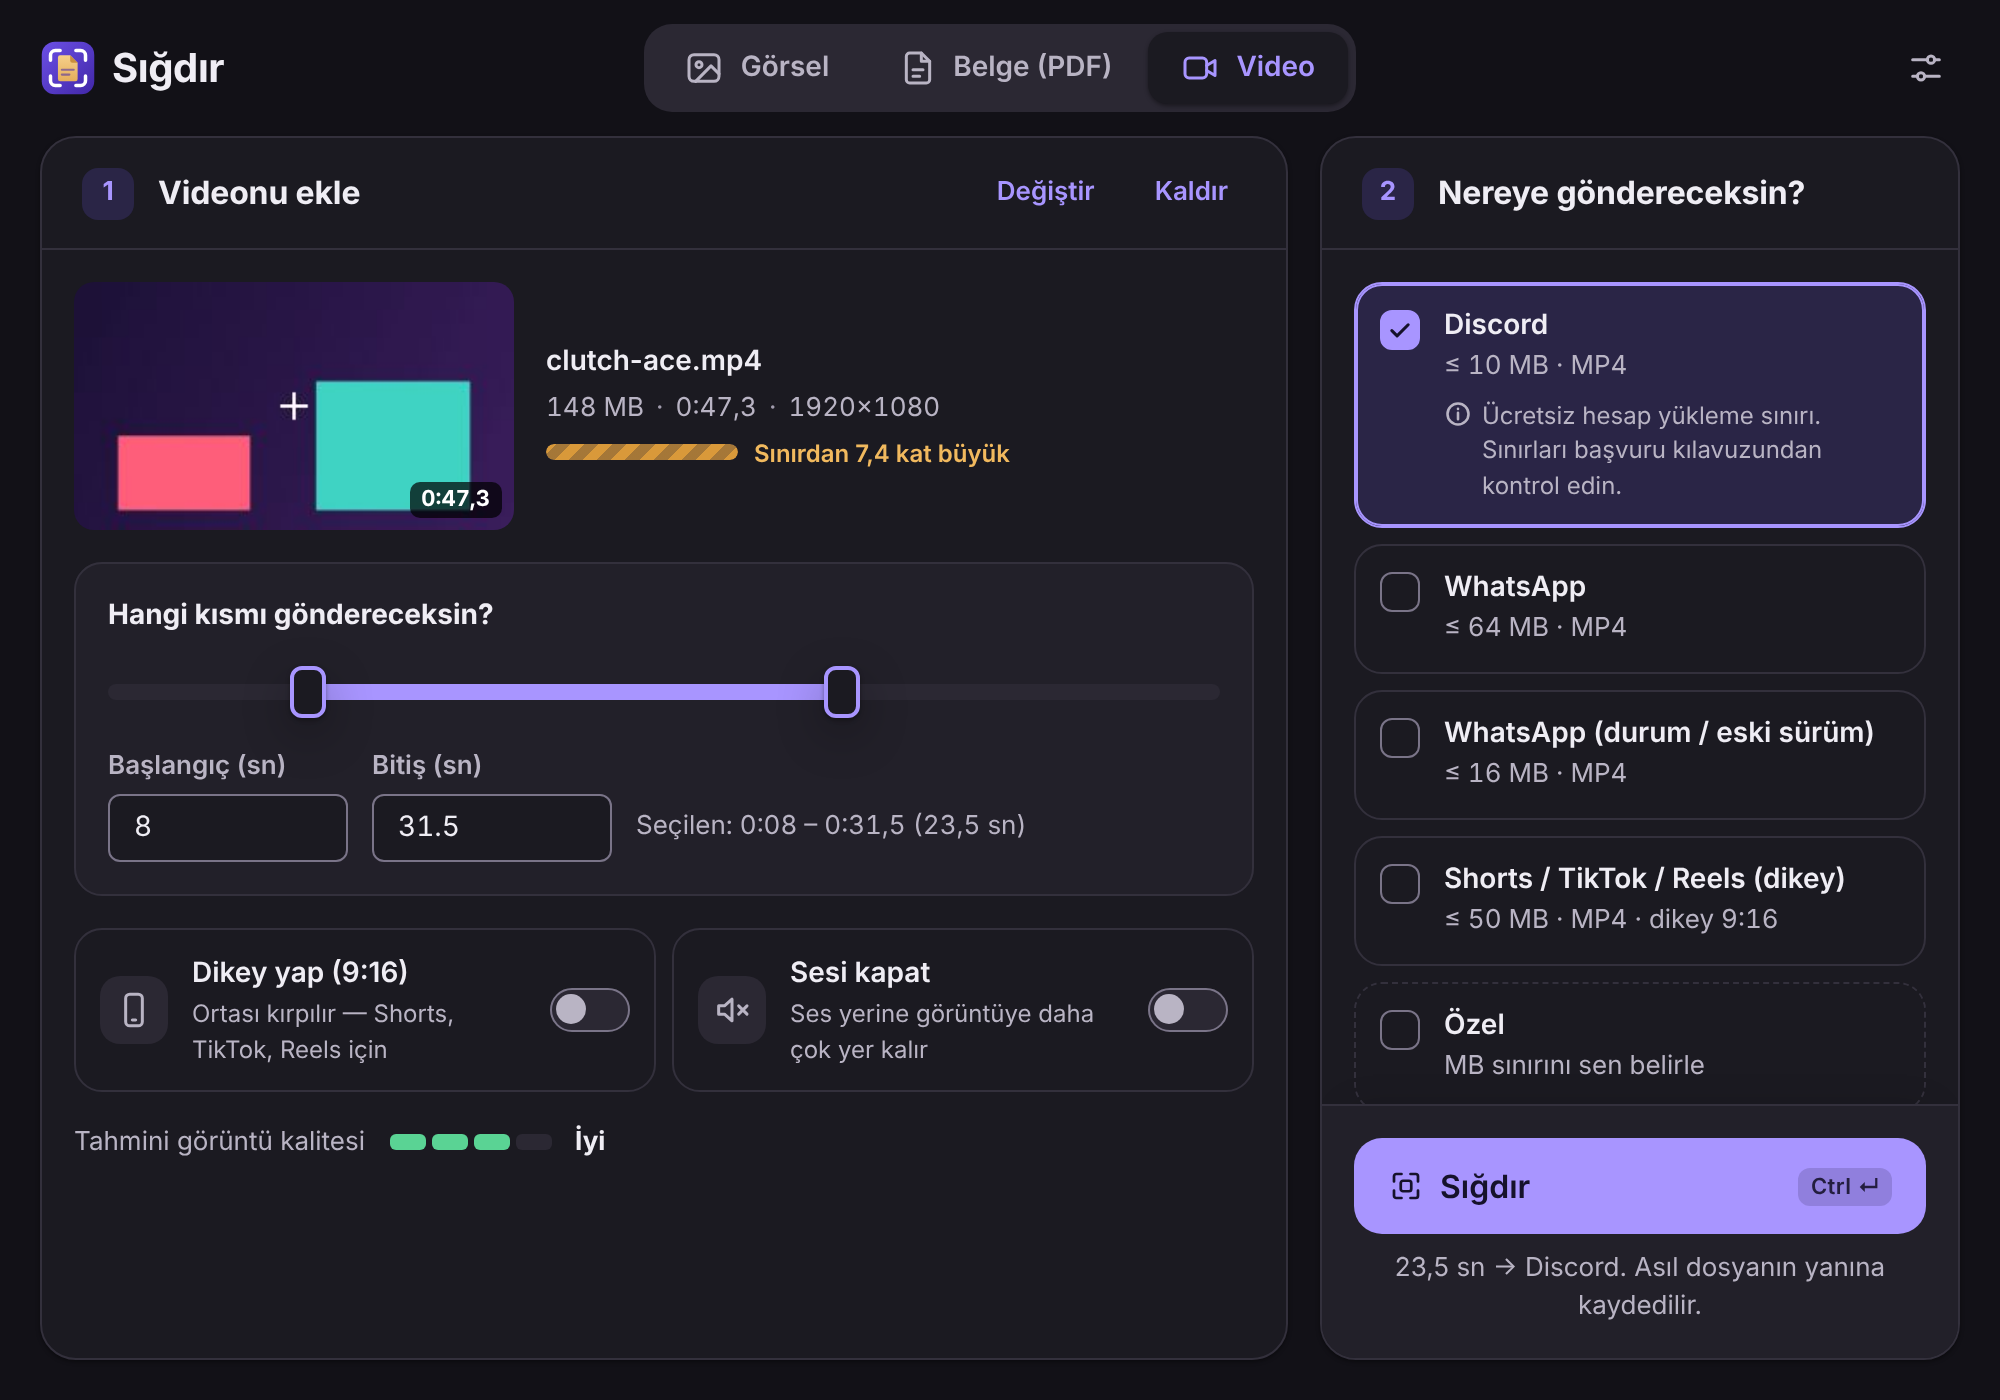 Sığdır
Görsel
Belge (PDF)
Video
1
Videonu ekle
Değiştir
Kaldır
0:47,3
clutch-ace.mp4
148 MB · 0:47,3 · 1920×1080
Sınırdan 7,4 kat büyük
Hangi kısmı göndereceksin?
Başlangıç (sn)
Bitiş (sn)
8
31.5
Seçilen: 0:08 – 0:31,5 (23,5 sn)
Dikey yap (9:16)
Ortası kırpılır — Shorts,
TikTok, Reels için
Sesi kapat
Ses yerine görüntüye daha
çok yer kalır
Tahmini görüntü kalitesi
İyi
2
Nereye göndereceksin?
Discord
≤ 10 MB · MP4
Ücretsiz hesap yükleme sınırı.
Sınırları başvuru kılavuzundan
kontrol edin.
WhatsApp
≤ 64 MB · MP4
WhatsApp (durum / eski sürüm)
≤ 16 MB · MP4
Shorts / TikTok / Reels (dikey)
≤ 50 MB · MP4 · dikey 9:16
Özel
MB sınırını sen belirle
Sığdır
Ctrl ↵
23,5 sn → Discord. Asıl dosyanın yanına
kaydedilir.